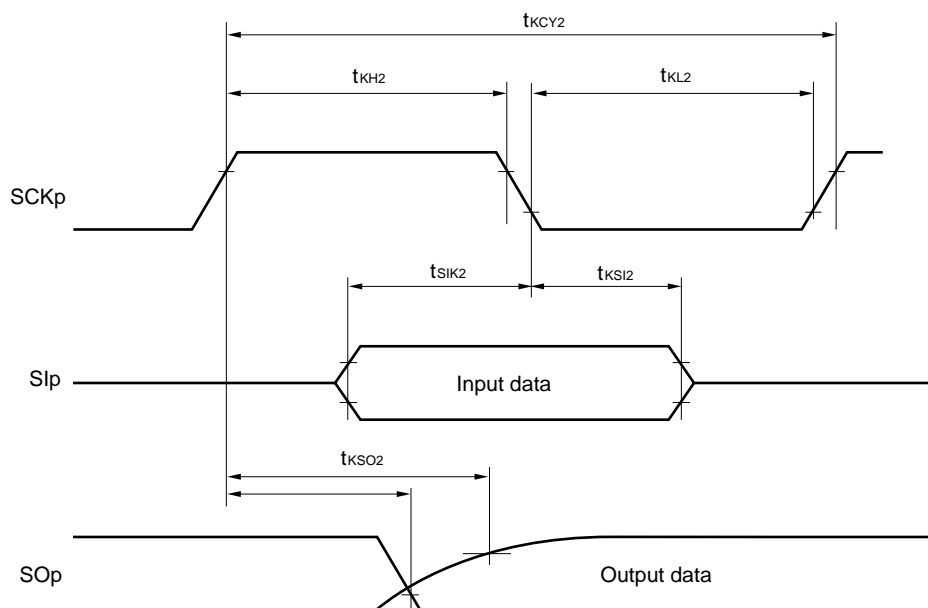 tKCY2
tKH2
tKL2
SCKp
tSIK2
tKSI2
SIp
Input data
tKSO2
SOp
Output data